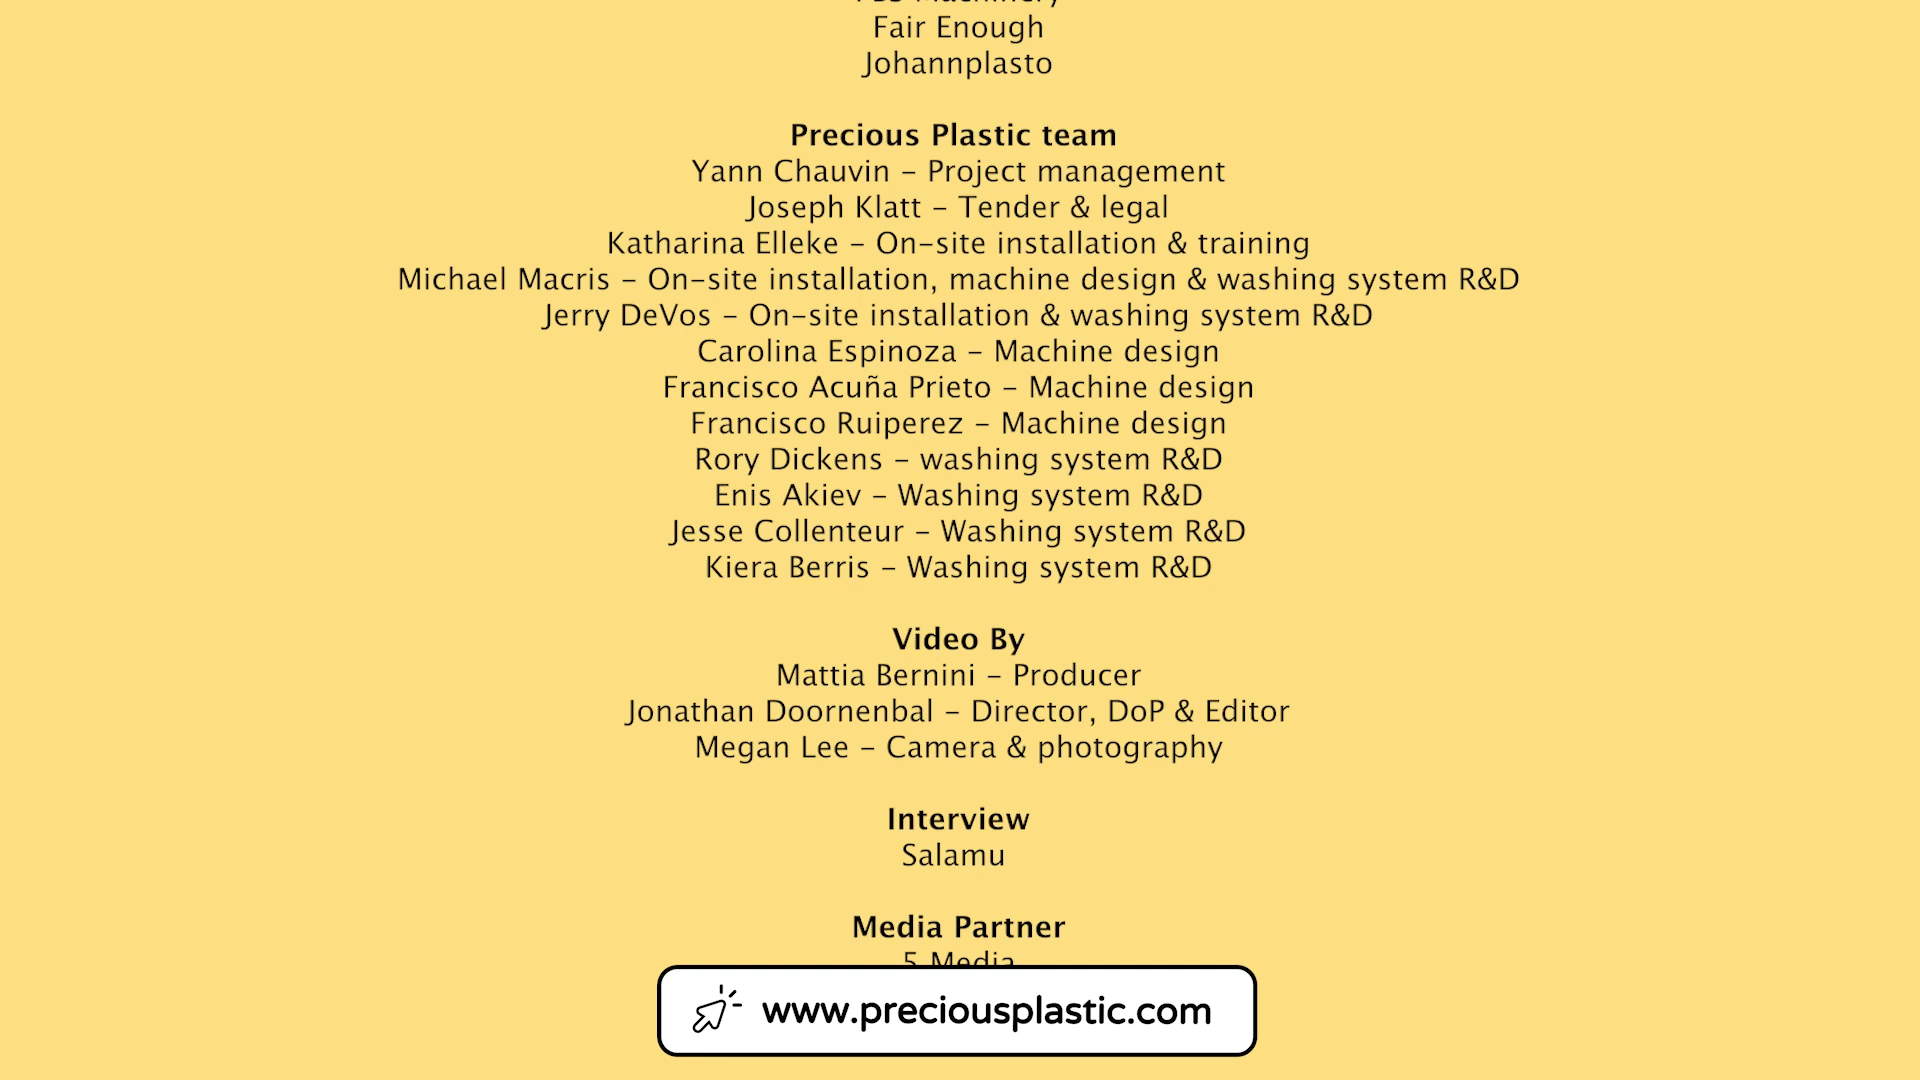 Fair Enough
Johannplasto
Precious Plastic team
Yann Chauvin – Project management
Joseph Klatt – Tender & legal
Katharina Elleke – On-site installation & training
Michael Macris – On-site installation, machine design & washing system R&D
Jerry DeVos – On-site installation & washing system R&D
Carolina Espinoza – Machine design
Francisco Acuña Prieto – Machine design
Francisco Ruiperez – Machine design
Rory Dickens – washing system R&D
Enis Akiev – Washing system R&D
Jesse Collenteur – Washing system R&D
Kiera Berris – Washing system R&D
Video By
Mattia Bernini – Producer
Jonathan Doornenbal – Director, DoP & Editor
Megan Lee – Camera & photography
Interview
Salamu
Media Partner
5 Media
www.preciousplastic.com